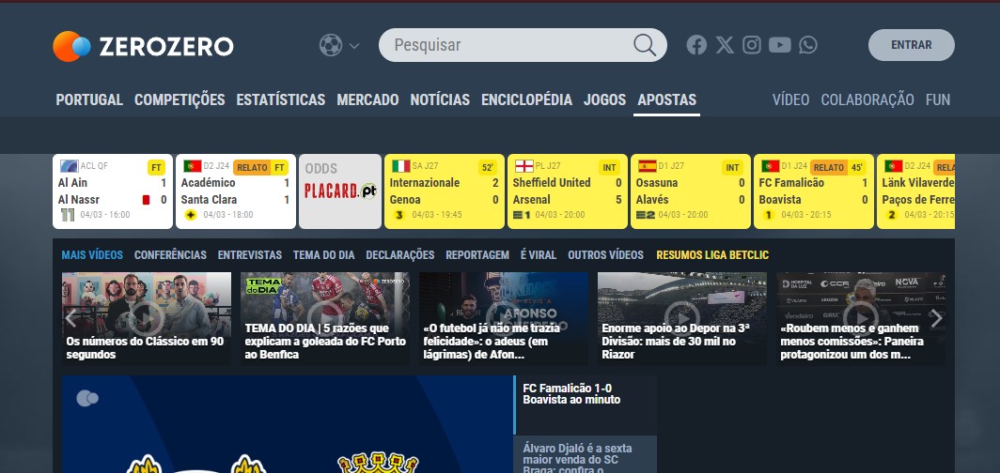 ZEROZERO
Pesquisar
ENTRAR
PORTUGAL COMPETIÇÕES ESTATÍSTICAS MERCADO NOTÍCIAS ENCICLOPÉDIA JOGOS APOSTAS VÍDEO COLABORAÇÃO FUN
ACL QF FT
Al Ain 1
Al Nassr 0
11 04/03 - 16:00
D2 J24 RELATO FT
Académico 1
Santa Clara 1
04/03 - 18:00
ODDS
PLACARD.pt
SA J27 52'
Internazionale 2
Genoa 0
3 04/03 - 19:45
PL J27 INT
Sheffield United 0
Arsenal 5
E1 04/03 - 20:00
D1 J27 INT
Osasuna 0
Alavés 0
E2 04/03 - 20:00
D1 J24 RELATO 45'
FC Famalicão 1
Boavista 0
1 04/03 - 20:15
D2 J24 RELA
Länk Vilaverde
Paços de Ferre
2 04/03 - 20:15
MAIS VÍDEOS CONFERÊNCIAS ENTREVISTAS TEMA DO DIA DECLARAÇÕES REPORTAGEM É VIRAL OUTROS VÍDEOS RESUMOS LIGA BETCLIC
Os números do Clássico em 90
segundos
TEMA
do DIA
ZEROZERO
TEMA DO DIA | 5 razões que
explicam a goleada do FC Porto
ao Benfica
AFONSO
«O futebol já não me trazia
felicidade»: o adeus (em
lágrimas) de Afon...
Enorme apoio ao Depor na 3ª
Divisão: mais de 30 mil no
Riazor
HOSPITAL
DA LUZ
CCR
NOVA
«Roubem menos e ganhem
menos comissões»: Paneira
protagonizou um dos m...
FC Famalicão 1-0
Boavista ao minuto
Álvaro Djaló é a sexta
maior venda do SC
Braga: confira o